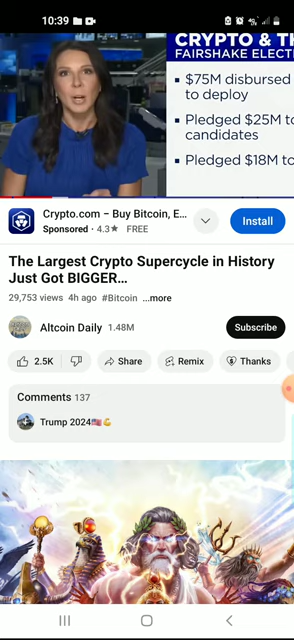 10:39
CRYPTO & T
FAIRSHAKE ELECT
$75M disbursed
to deploy
Pledged $25M to
candidates
Pledged $18M to
Crypto.com – Buy Bitcoin, E...
Sponsored · 4.3★ FREE
Install
The Largest Crypto Supercycle in History
Just Got BIGGER...
29,753 views 4h ago #Bitcoin ...more
Altcoin Daily 1.48M
Subscribe
2.5K
Share
Remix
Thanks
Comments 137
Trump 2024🇺🇸💪